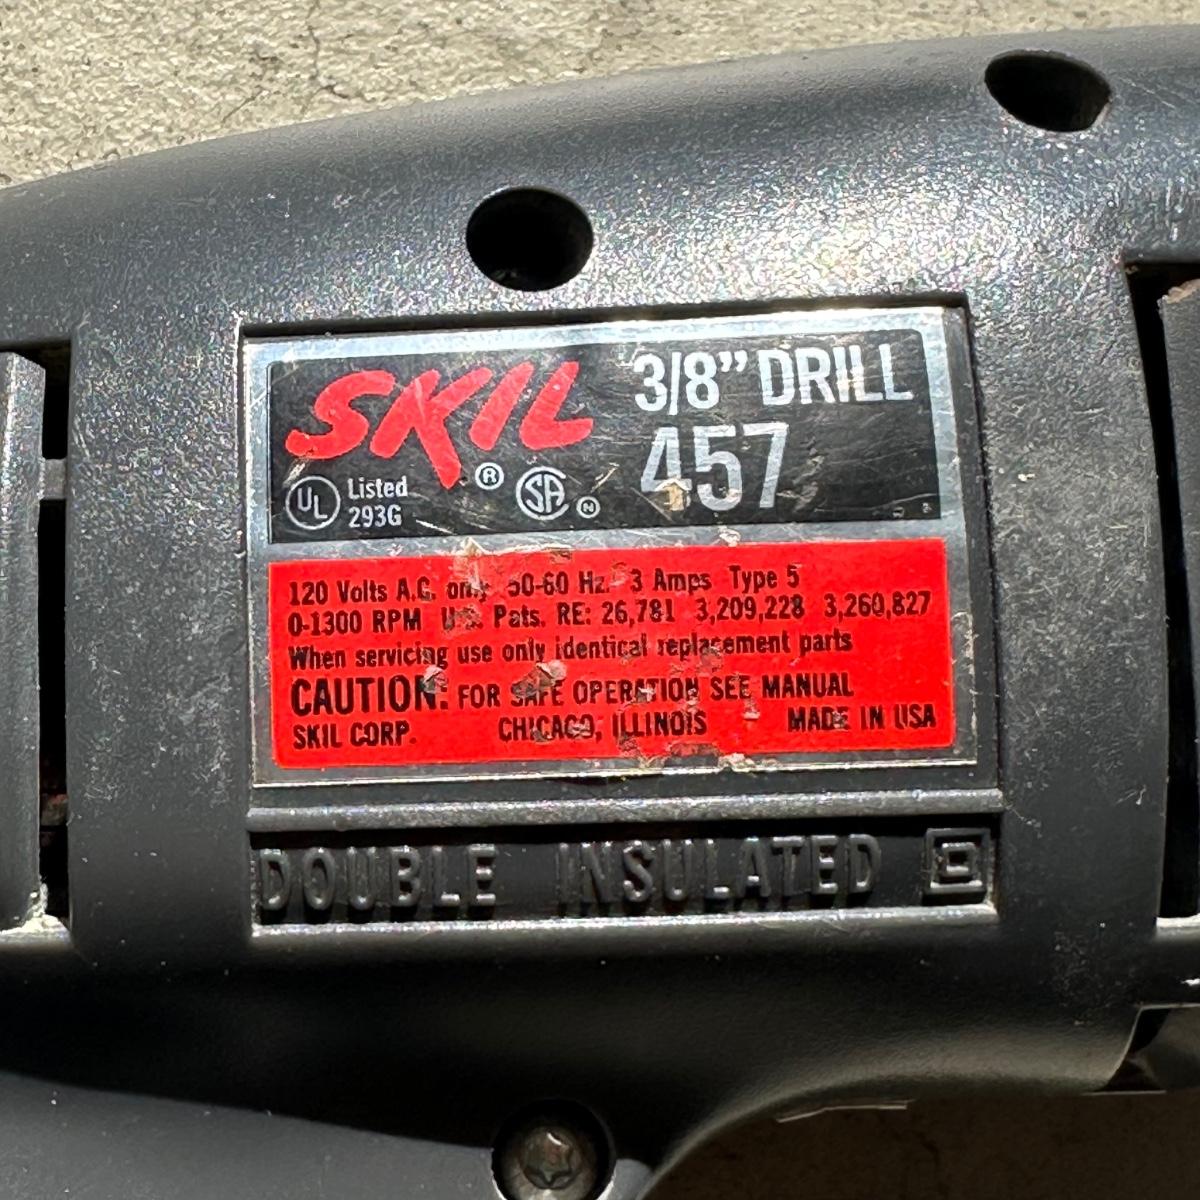 SKIL ® 3/8" DRILL
457
UL Listed
293G
SA N
120 Volts A.C. only 50-60 Hz. 3 Amps Type 5
0-1300 RPM U.S. Pats. RE: 26,781 3,209,228 3,260,827
When servicing use only identical replacement parts
CAUTION: FOR SAFE OPERATION SEE MANUAL
SKIL CORP. CHICAGO, ILLINOIS MADE IN USA
DOUBLE INSULATED